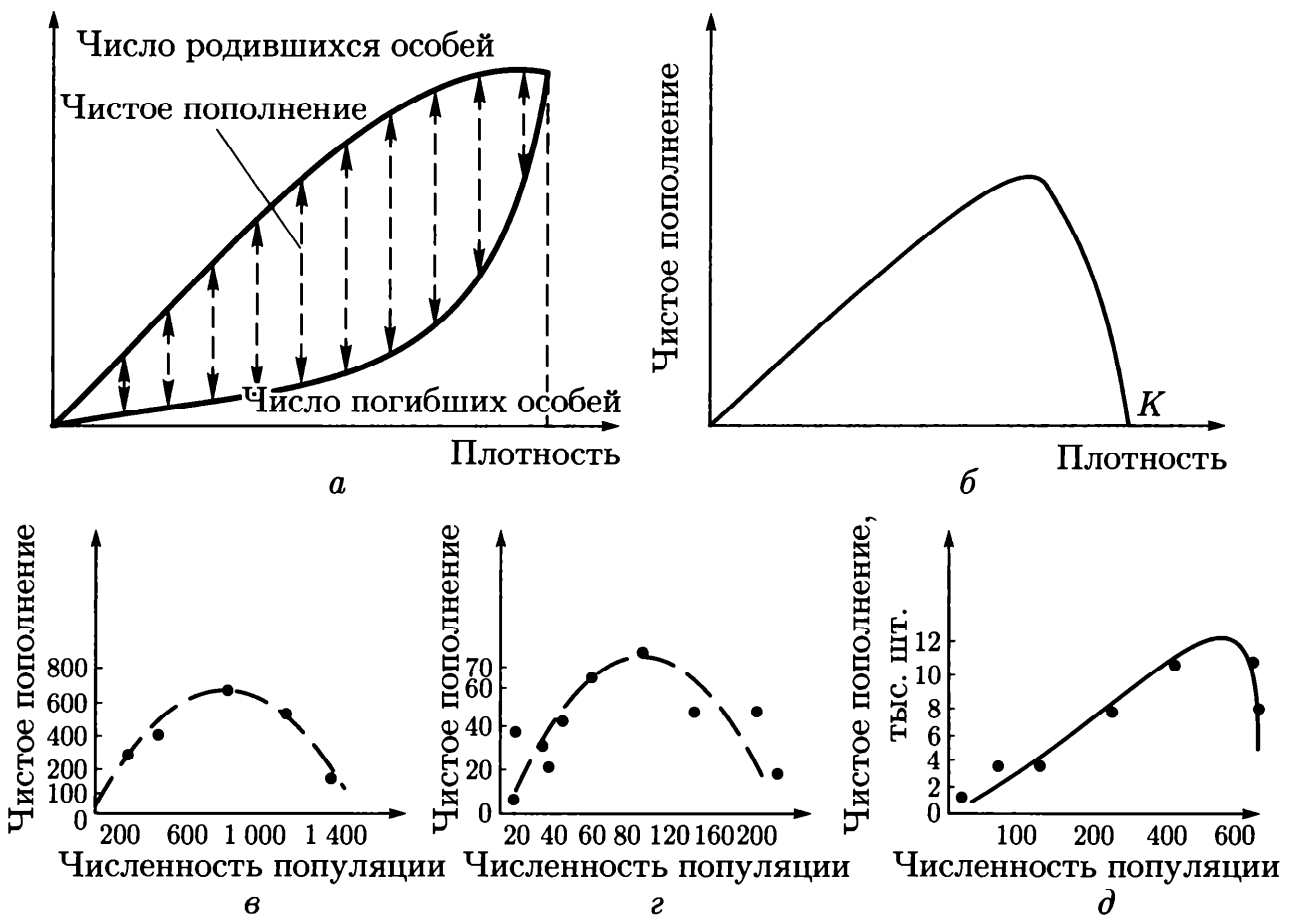 Число родившихся особей
Чистое пополнение
Число погибших особей
Плотность
а
Чистое пополнение
K
Плотность
б
Чистое пополнение
800
600
400
200
100
0
200 600 1 000 1 400
Численность популяции
в
Чистое пополнение
70
60
40
20
0
20 40 60 80 120 160 200
Численность популяции
г
Чистое пополнение,
тыс. шт.
12
10
8
6
4
2
0
100 200 400 600
Численность популяции
д